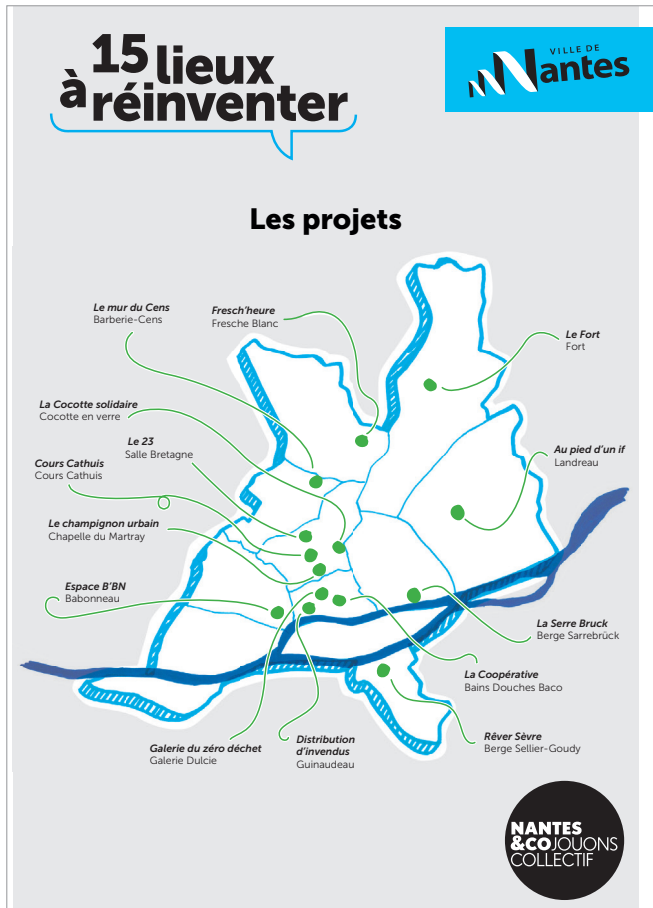 15 lieux
à réinventer
VILLE DE
Nantes
Les projets
Le mur du Cens
Barberie-Cens
Fresch'heure
Fresche Blanc
Le Fort
Fort
La Cocotte solidaire
Cocotte en verre
Le 23
Salle Bretagne
Au pied d'un if
Landreau
Cours Cathuis
Cours Cathuis
Le champignon urbain
Chapelle du Martray
Espace B'BN
Babonneau
La Serre Bruck
Berge Sarrebrück
La Coopérative
Bains Douches Baco
Galerie du zéro déchet
Galerie Dulcie
Distribution
d'invendus
Guinaudeau
Rêver Sèvre
Berge Sellier-Goudy
NANTES
&COJOUONS
COLLECTIF